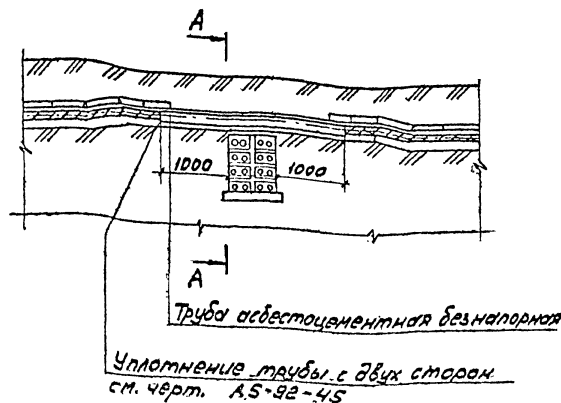 А
1000
1000
А
Труба асбестоцементная безнапорная
Уплотнение трубы с двух сторон
см. черт. А5-92-45